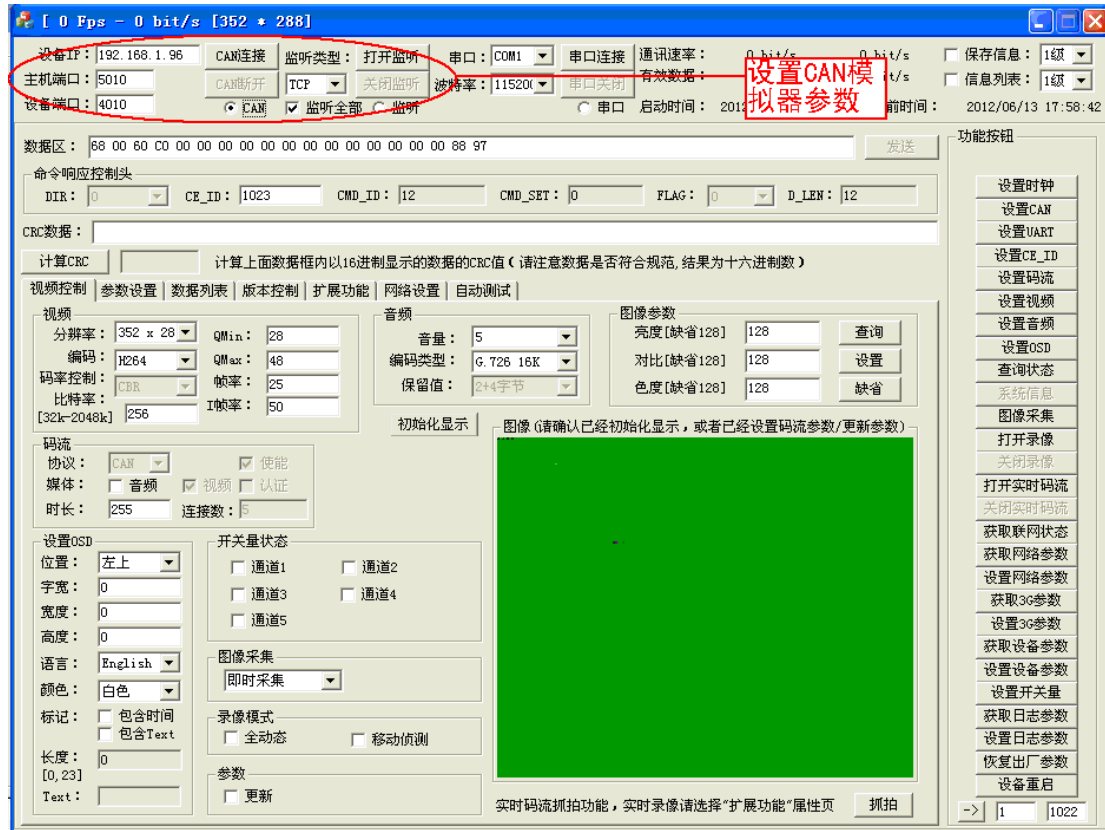 [ 0 Fps - 0 bit/s [352 * 288]
设备IP： 192.168.1.96 CAN连接 监听类型： 打开监听 串口： COM1 串口连接 通讯速率： 0 bit/s 0 bit/s 保存信息： 1级
主机端口： 5010 CAN断开 TCP 关闭监听 波特率： 11520( 串口关闭 有效数据： bit/s 信息列表： 1级
设备端口： 4010 CAN 监听全部 监听 串口 启动时间： 2012 前时间： 2012/06/13 17:58:42
设置CAN模
拟器参数
数据区： 68 00 60 C0 00 00 00 00 00 00 00 00 00 00 00 00 00 88 97 发送
命令响应控制头
DIR： 0 CE_ID： 1023 CMD_ID： 12 CMD_SET： 0 FLAG： 0 D_LEN： 12
CRC数据：
计算CRC 计算上面数据框内以16进制显示的数据的CRC值(请注意数据是否符合规范,结果为十六进制数)
视频控制 参数设置 数据列表 版本控制 扩展功能 网络设置 自动测试
视频
分辨率： 352 x 28 QMin： 28
编码： H264 QMax： 48
码率控制： CBR 帧率： 25
比特率： I帧率： 50
[32k-2048k] 256
音频
音量： 5
编码类型： G.726 16K
保留值： 2+4字节
图像参数
亮度[缺省128] 128 查询
对比[缺省128] 128 设置
色度[缺省128] 128 缺省
初始化显示
码流
协议： CAN 使能
媒体： 音频 视频 认证
时长： 255 连接数： 5
图像(请确认已经初始化显示，或者已经设置码流参数/更新参数)
设置OSD
位置： 左上
字宽： 0
宽度： 0
高度： 0
语言： English
颜色： 白色
标记： 包含时间
包含Text
长度： 0
[0,23]
Text：
开关量状态
通道1 通道2
通道3 通道4
通道5
图像采集
即时采集
录像模式
全动态 移动侦测
参数
更新
实时码流抓拍功能，实时录像请选择“扩展功能”属性页 抓拍
功能按钮
设置时钟
设置CAN
设置UART
设置CE_ID
设置码流
设置视频
设置音频
设置OSD
查询状态
系统信息
图像采集
打开录像
关闭录像
打开实时码流
关闭实时码流
获取联网状态
获取网络参数
设置网络参数
获取3G参数
设置3G参数
获取设备参数
设置设备参数
设置开关量
获取日志参数
设置日志参数
恢复出厂参数
设备重启
-> 1 1022